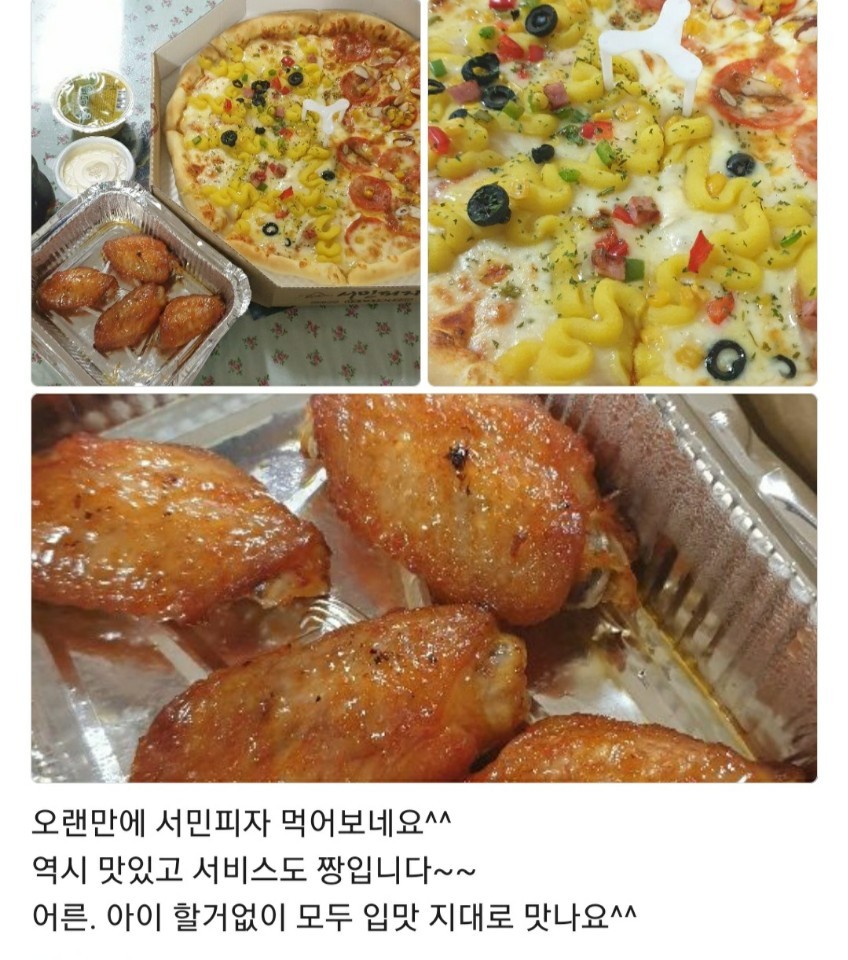 오랜만에 서민피자 먹어보네요^^
역시 맛있고 서비스도 짱입니다~~
어른. 아이 할거없이 모두 입맛 지대로 맛나요^^